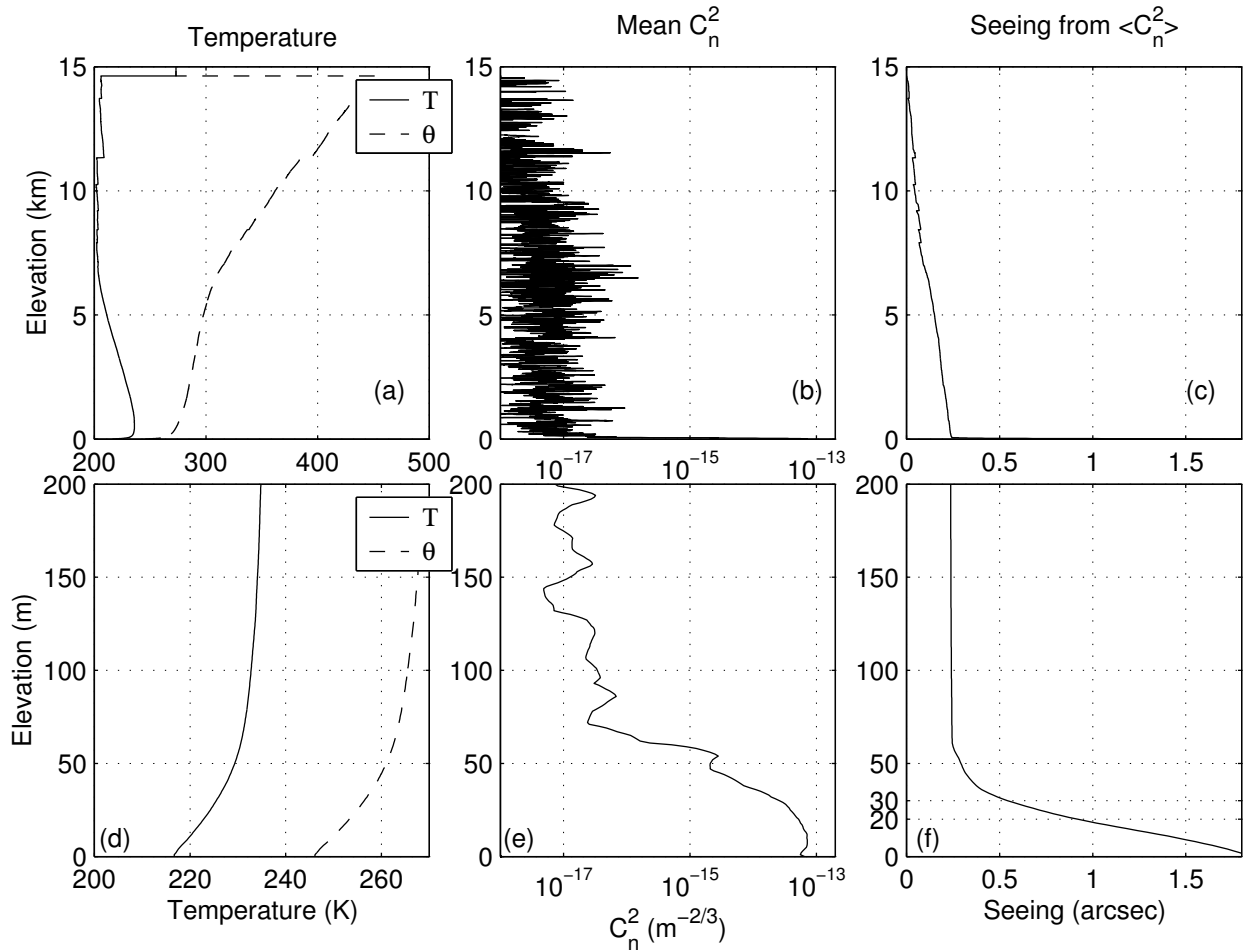 Temperature
Mean C_n^2
Seeing from <C_n^2>
Elevation (km)
15
10
5
0
T
θ
(a)
200 300 400 500
15
10
5
0
(b)
10^−17 10^−15 10^−13
15
10
5
0
(c)
0 0.5 1 1.5
Elevation (m)
200
150
100
50
0
T
θ
(d)
200 220 240 260
Temperature (K)
200
150
100
50
0
(e)
10^−17 10^−15 10^−13
C_n^2 (m^−2/3)
200
150
100
50
30
20
0
(f)
0 0.5 1 1.5
Seeing (arcsec)